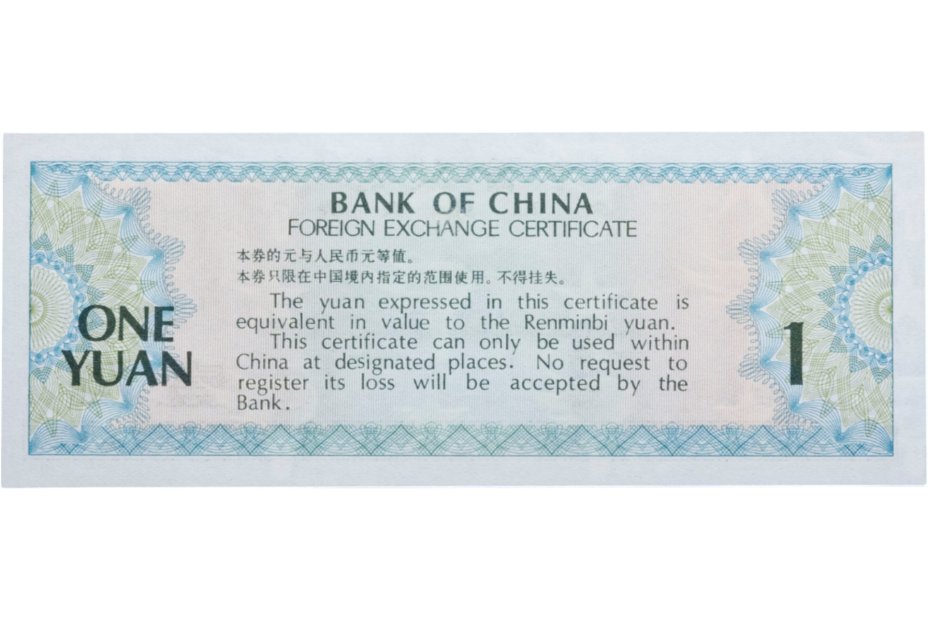 BANK OF CHINA
FOREIGN EXCHANGE CERTIFICATE
本券的元与人民币元等值。
本券只限在中国境内指定的范围使用。不得挂失。
The yuan expressed in this certificate is
equivalent in value to the Renminbi yuan.
This certificate can only be used within
China at designated places. No request to
register its loss will be accepted by the
Bank.
ONE
YUAN
1